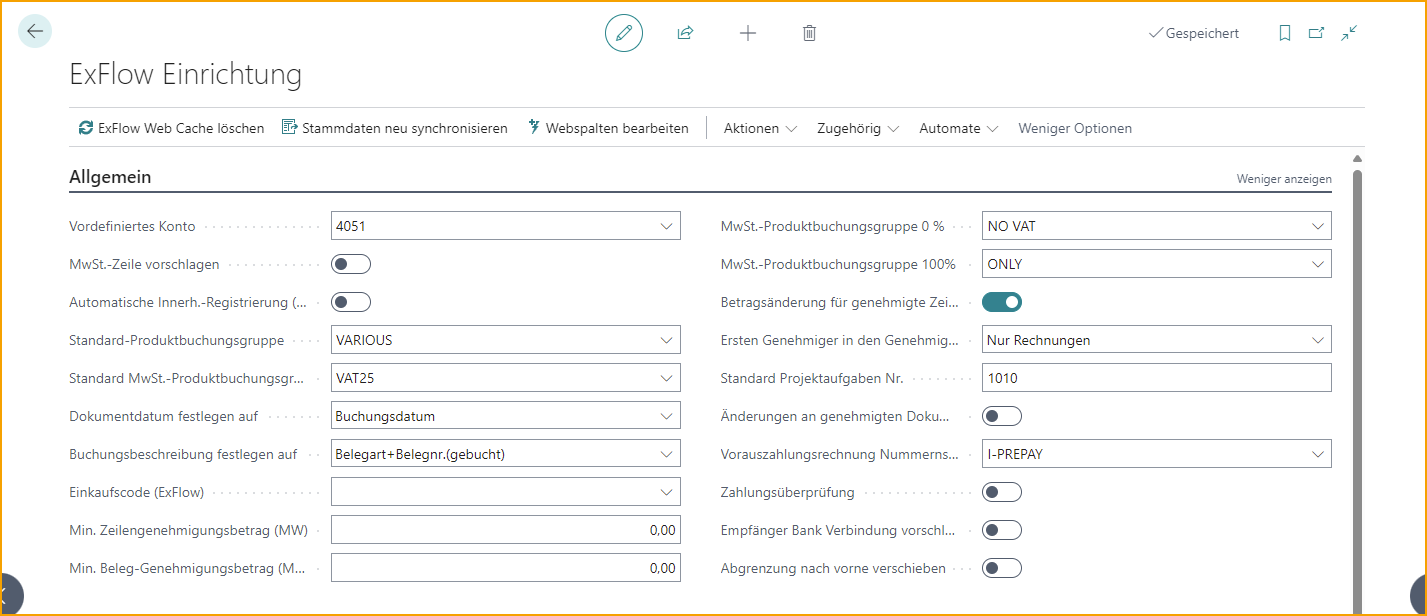 Gespeichert
ExFlow Einrichtung
ExFlow Web Cache löschen Stammdaten neu synchronisieren Webspalten bearbeiten Aktionen Zugehörig Automate Weniger Optionen
Allgemein
Weniger anzeigen
Vordefiniertes Konto 4051
MwSt.-Zeile vorschlagen
Automatische Innerh.-Registrierung (...
Standard-Produktbuchungsgruppe VARIOUS
Standard MwSt.-Produktbuchungsgr... VAT25
Dokumentdatum festlegen auf Buchungsdatum
Buchungsbeschreibung festlegen auf Belegart+Belegnr.(gebucht)
Einkaufscode (ExFlow)
Min. Zeilengenehmigungsbetrag (MW) 0,00
Min. Beleg-Genehmigungsbetrag (M... 0,00
MwSt.-Produktbuchungsgruppe 0 % NO VAT
MwSt.-Produktbuchungsgruppe 100% ONLY
Betragsänderung für genehmigte Zei...
Ersten Genehmiger in den Genehmig... Nur Rechnungen
Standard Projektaufgaben Nr. 1010
Änderungen an genehmigten Doku...
Vorauszahlungsrechnung Nummerns... I-PREPAY
Zahlungsüberprüfung
Empfänger Bank Verbindung vorschl...
Abgrenzung nach vorne verschieben